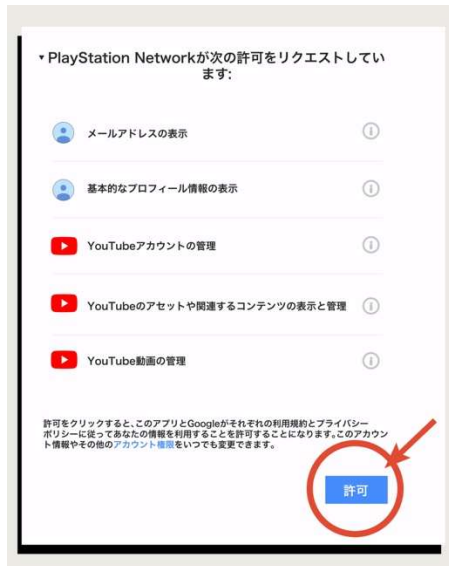 ▼PlayStation Networkが次の許可をリクエストしてい
ます:
メールアドレスの表示
基本的なプロフィール情報の表示
YouTubeアカウントの管理
YouTubeのアセットや関連するコンテンツの表示と管理
YouTube動画の管理
許可をクリックすると、このアプリとGoogleがそれぞれの利用規約とプライバシー
ポリシーに従ってあなたの情報を利用することを許可することになります。このアカウン
ト情報やその他のアカウント権限をいつでも変更できます。
許可